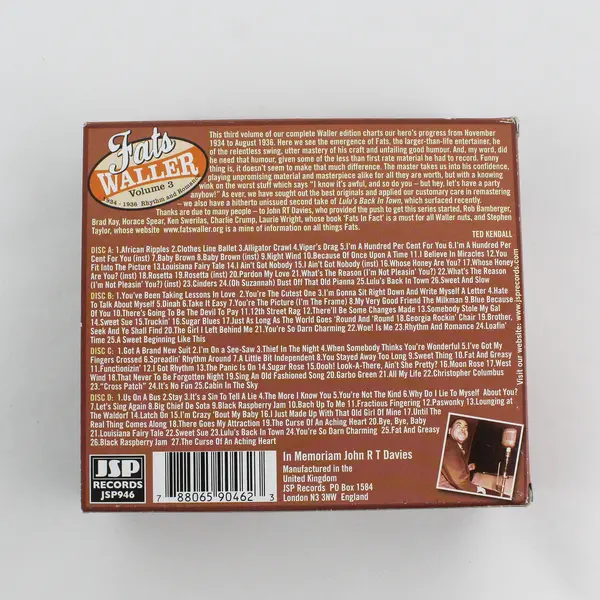 Fats
WALLER
Volume 3
1934 - 1936 Rhythm and Romance
This third volume of our complete Waller edition charts our hero's progress from November
1934 to August 1936. Here we see the emergence of Fats, the larger-than-life entertainer, he
of the relentless swing, utter mastery of his craft and unfailing good humour. And, my word, did
he need that humour, given some of the less than first rate material he had to record. Funny
thing is, it doesn't seem to make that much difference. The master takes us into his confidence,
playing unpromising material and masterpiece alike for all they are worth, but with a knowing
wink on the worst stuff which says "I know it's awful, and so do you – but hey, let's have a party
anyhow!" As ever, we have sought out the best originals and applied our customary care in remastering
– we also have a hitherto unissued second take of Lulu's Back In Town, which surfaced recently.
Thanks are due to many people – to John RT Davies, who provided the push to get this series started, Rob Bamberger,
Brad Kay, Horace Spear, Ken Swerilas, Charlie Crump, Laurie Wright, whose book 'Fats In Fact' is a must for all Waller nuts, and Stephen
Taylor, whose website www.fatswaller.org is a mine of information on all things Fats.
TED KENDALL
DISC A: 1.African Ripples 2.Clothes Line Ballet 3.Alligator Crawl 4.Viper's Drag 5.I'm A Hundred Per Cent For You 6.I'm A Hundred Per
Cent For You (inst) 7.Baby Brown 8.Baby Brown (inst) 9.Night Wind 10.Because Of Once Upon a Time 11.I Believe In Miracles 12.You
Fit Into The Picture 13.Louisiana Fairy Tale 14.I Ain't Got Nobody (inst) 15.I Ain't Got Nobody 16.Whose Honey Are You? 17.Whose Honey
Are You? (inst) 18.Rosetta 19.Rosetta (inst) 20.Pardon My Love 21.What's The Reason (I'm Not Pleasin' You?) 22.What's The Reason
(I'm Not Pleasin' You?) (inst) 23.Cinders 24.(Oh Suzannah) Dust Off That Old Pianna 25.Lulu's Back In Town 26.Sweet And Slow
DISC B: 1.You've Been Taking Lessons In Love 2.You're The Cutest One 3.I'm Gonna Sit Right Down And Write Myself A Letter 4.Hate
To Talk About Myself 5.Dinah 6.Take It Easy 7.You're The Picture (I'm The Frame) 8.My Very Good Friend The Milkman 9.Blue Because
Of You 10.There's Going To Be The Devil To Pay 11.12th Street Rag 12.There'll Be Some Changes Made 13.Somebody Stole My Gal
14.Sweet Sue 15.Truckin' 16.Sugar Blues 17.Just As Long As The World Goes 'Round And 'Round 18.Georgia Rockin' Chair 19.Brother,
Seek And Ye Shall Find 20.The Girl I Left Behind Me 21.You're So Darn Charming 22.Woe! Is Me 23.Rhythm And Romance 24.Loafin'
Time 25.A Sweet Beginning Like This
DISC C: 1.Got A Brand New Suit 2.I'm On a See-Saw 3.Thief In The Night 4.When Somebody Thinks You're Wonderful 5.I've Got My
Fingers Crossed 6.Spreadin' Rhythm Around 7.A Little Bit Independent 8.You Stayed Away Too Long 9.Sweet Thing 10.Fat And Greasy
11.Functionizin' 12.I Got Rhythm 13.The Panic Is On 14.Sugar Rose 15.Oooh! Look-A There, Ain't She Pretty? 16.Moon Rose 17.West
Wind 18.That Never To Be Forgotten Night 19.Sing An Old Fashioned Song 20.Garbo Green 21.All My Life 22.Christopher Columbus
23."Cross Patch" 24.It's No Fun 25.Cabin In The Sky
DISC D: 1.Us On A Bus 2.Stay 3.It's a Sin To Tell A Lie 4.The More I Know You 5.You're Not The Kind 6.Why Do I Lie To Myself About You?
7.Let's Sing Again 8.Big Chief De Sota 9.Black Raspberry Jam 10.Bach Up To Me 11.Fractious Fingering 12.Paswonky 13.Lounging at
The Waldorf 14.Latch On 15.I'm Crazy 'Bout My Baby 16.I Just Made Up With That Old Girl Of Mine 17.Until The
Real Thing Comes Along 18.There Goes My Attraction 19.The Curse Of An Aching Heart 20.Bye, Bye, Baby
21.Louisiana Fairy Tale 22.Sweet Sue 23.Lulu's Back In Town 24.You're So Darn Charming 25.Fat And Greasy
26.Black Raspberry Jam 27.The Curse Of An Aching Heart
Visit our website: www.jsprecords.com
JSP
RECORDS
JSP946
7 88065 90462 3
In Memoriam John R T Davies
Manufactured in the
United Kingdom
JSP Records PO Box 1584
London N3 3NW England